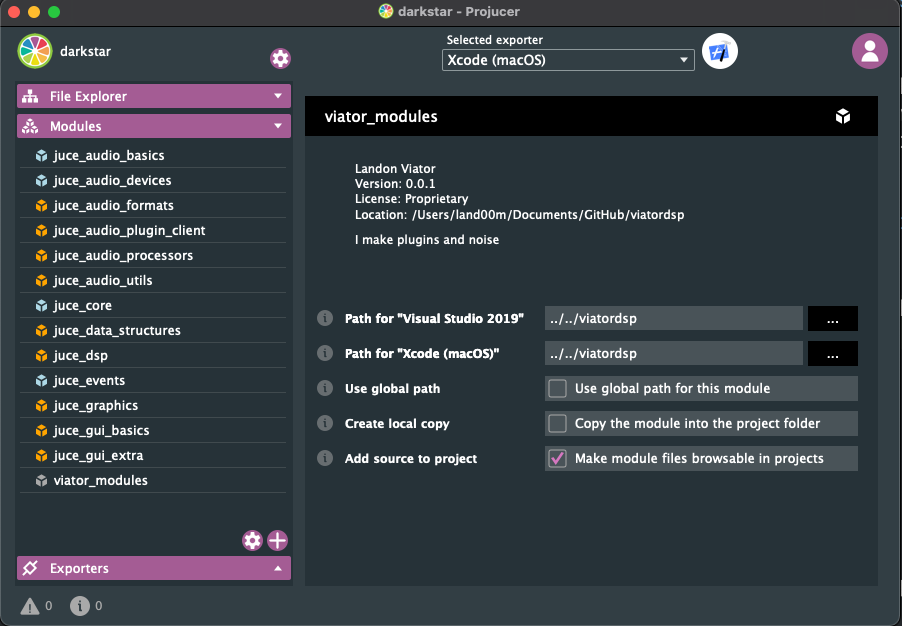 darkstar - Projucer
darkstar
Selected exporter
Xcode (macOS)
File Explorer
Modules
juce_audio_basics
juce_audio_devices
juce_audio_formats
juce_audio_plugin_client
juce_audio_processors
juce_audio_utils
juce_core
juce_data_structures
juce_dsp
juce_events
juce_graphics
juce_gui_basics
juce_gui_extra
viator_modules
Exporters
0
0
viator_modules
Landon Viator
Version: 0.0.1
License: Proprietary
Location: /Users/land00m/Documents/GitHub/viatordsp
I make plugins and noise
Path for "Visual Studio 2019" ../../viatordsp ...
Path for "Xcode (macOS)" ../../viatordsp ...
Use global path Use global path for this module
Create local copy Copy the module into the project folder
Add source to project Make module files browsable in projects